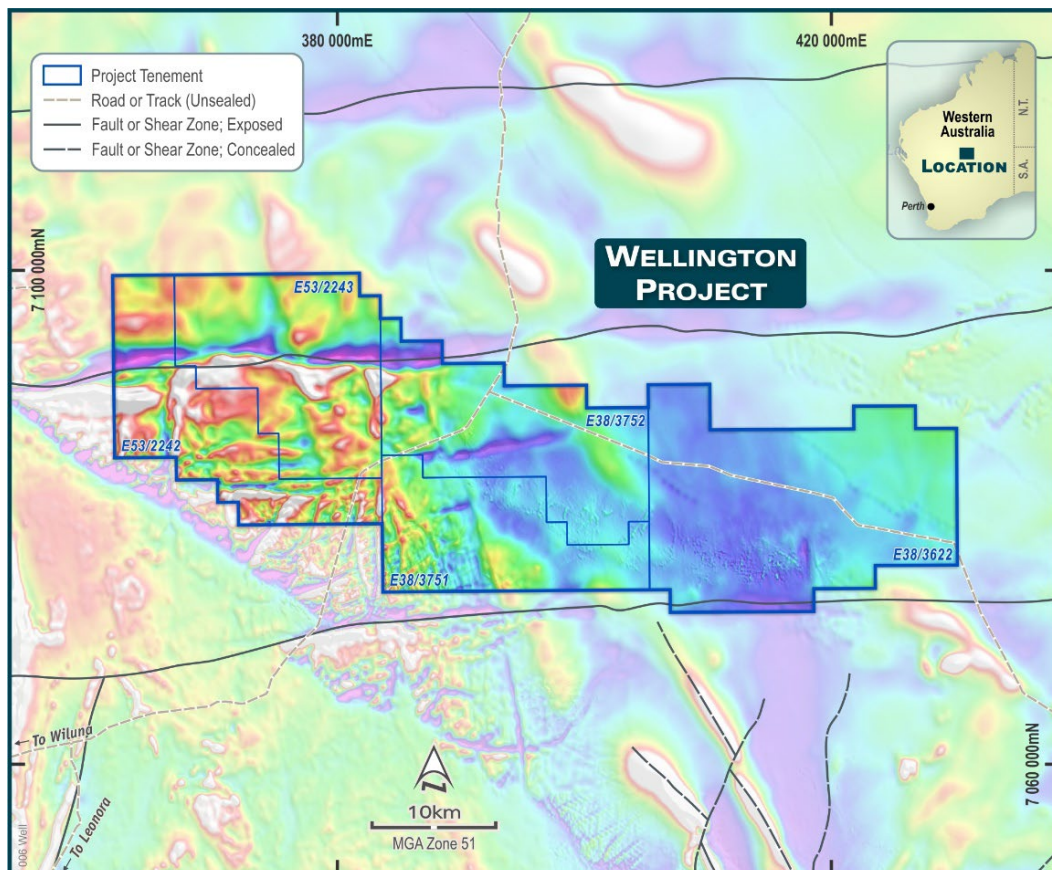 380 000mE
420 000mE
Project Tenement
Road or Track (Unsealed)
Fault or Shear Zone; Exposed
Fault or Shear Zone; Concealed
Western
Australia
LOCATION
Perth
N.T.
S.A.
7 100 000mN
WELLINGTON
PROJECT
E53/2243
E53/2242
E38/3752
E38/3751
E38/3622
To Wiluna
To Leonora
10km
MGA Zone 51
7 060 000mN
006 Well